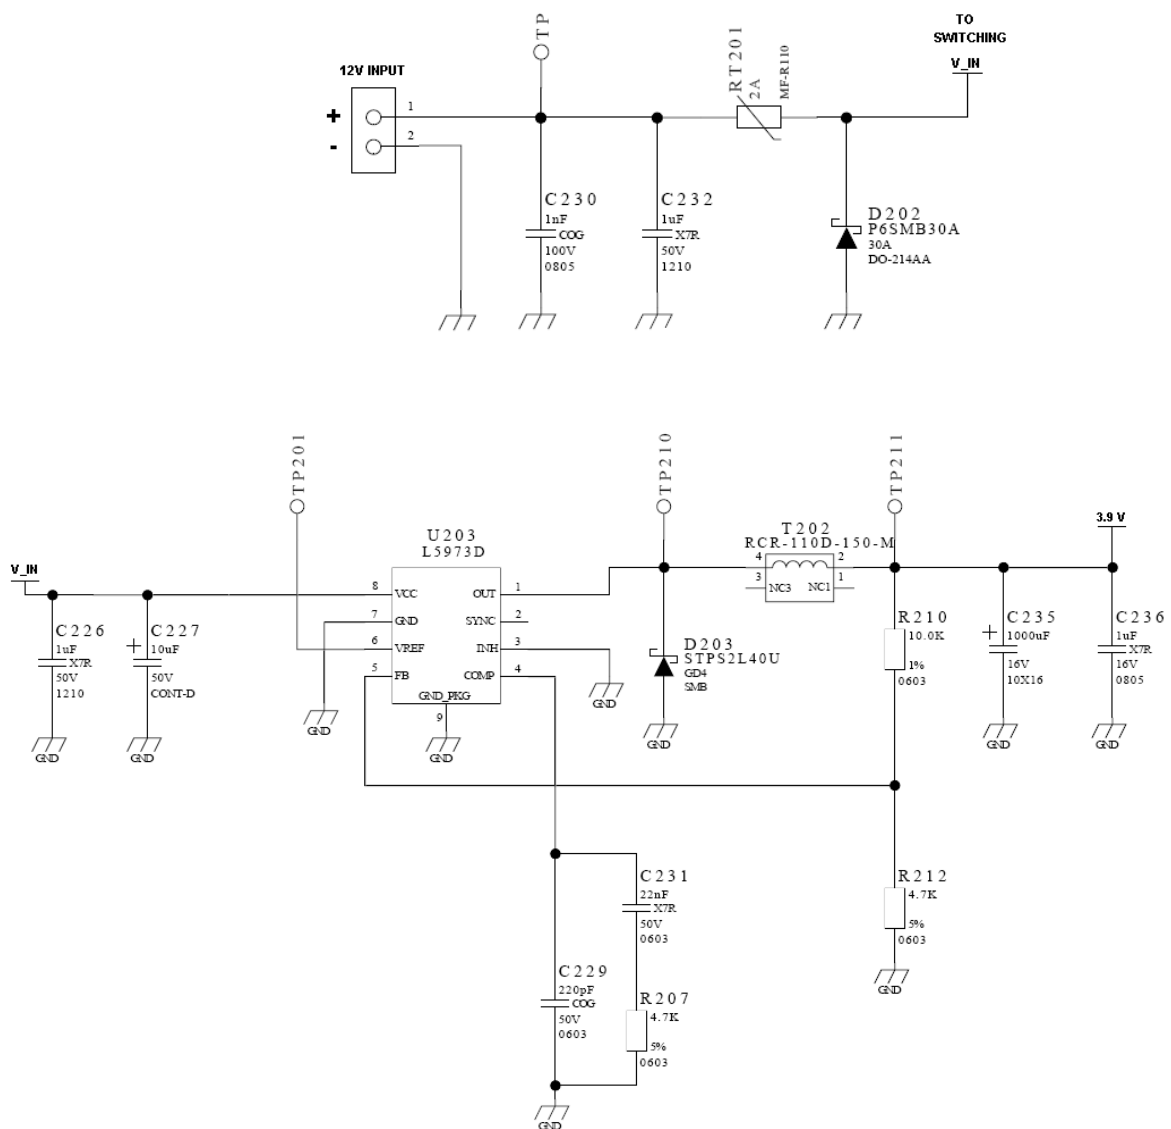 TP
TO
SWITCHING
V_IN
RT201
2A
MF-R110
12V INPUT
+
1
-
2
C230
1nF
COG
100V
0805
C232
1uF
X7R
50V
1210
D202
P6SMB30A
30A
DO-214AA
TP201
TP210
TP211
3.9 V
U203
L5973D
T202
RCR-110D-150-M
4
2
3
NC3
NC1
1
V_IN
8
VCC
OUT
1
7
GND
SYNC
2
6
VREF
INH
3
5
FB
COMP
4
GND_PKG
9
GND
GND
GND
C226
1uF
X7R
50V
1210
GND
C227
10uF
50V
CONT-D
GND
D203
STPS2L40U
GD4
SMB
GND
R210
10.0K
1%
0603
C235
1000uF
16V
10X16
GND
C236
1uF
X7R
16V
0805
GND
C231
22nF
X7R
50V
0603
R212
4.7K
5%
0603
GND
C229
220pF
COG
50V
0603
R207
4.7K
5%
0603
GND